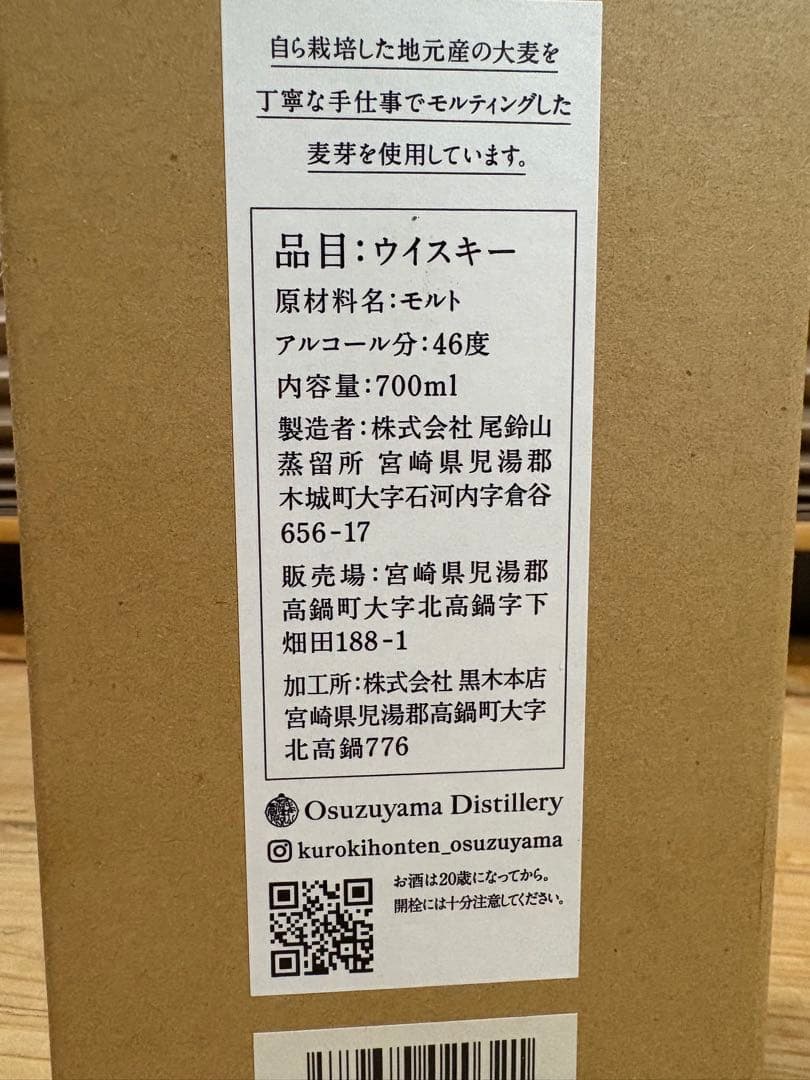 自ら栽培した地元産の大麦を
丁寧な手仕事でモルティングした
麦芽を使用しています。
品目：ウイスキー
原材料名：モルト
アルコール分：46度
内容量：700ml
製造者：株式会社 尾鈴山
蒸留所 宮崎県児湯郡
木城町大字石河内字倉谷
656-17
販売場：宮崎県児湯郡
高鍋町大字北高鍋字下
畑田188-1
加工所：株式会社 黒木本店
宮崎県児湯郡高鍋町大字
北高鍋776
Osuzuyama Distillery
kurokihonten_osuzuyama
お酒は20歳になってから。
開栓には十分注意してください。